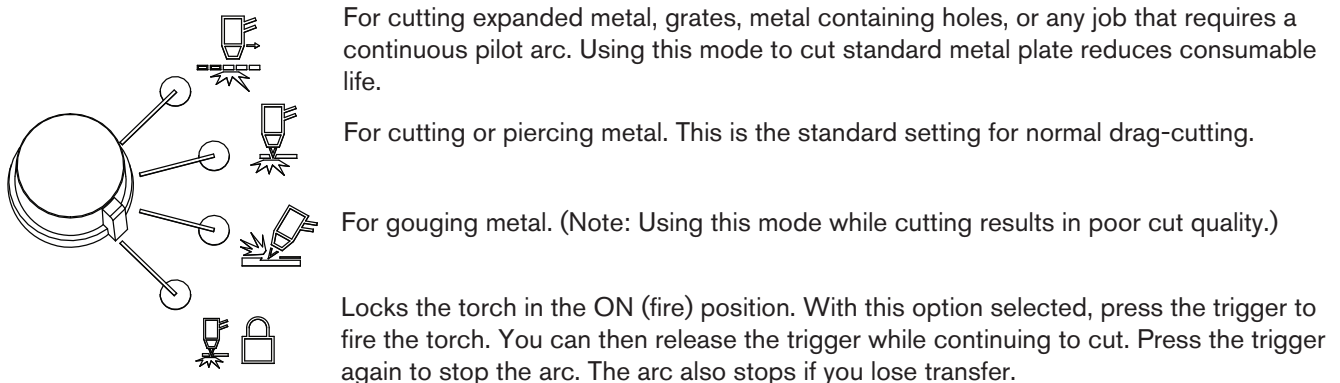 For cutting expanded metal, grates, metal containing holes, or any job that requires a
continuous pilot arc. Using this mode to cut standard metal plate reduces consumable
life.
For cutting or piercing metal. This is the standard setting for normal drag-cutting.
For gouging metal. (Note: Using this mode while cutting results in poor cut quality.)
Locks the torch in the ON (fire) position. With this option selected, press the trigger to
fire the torch. You can then release the trigger while continuing to cut. Press the trigger
again to stop the arc. The arc also stops if you lose transfer.